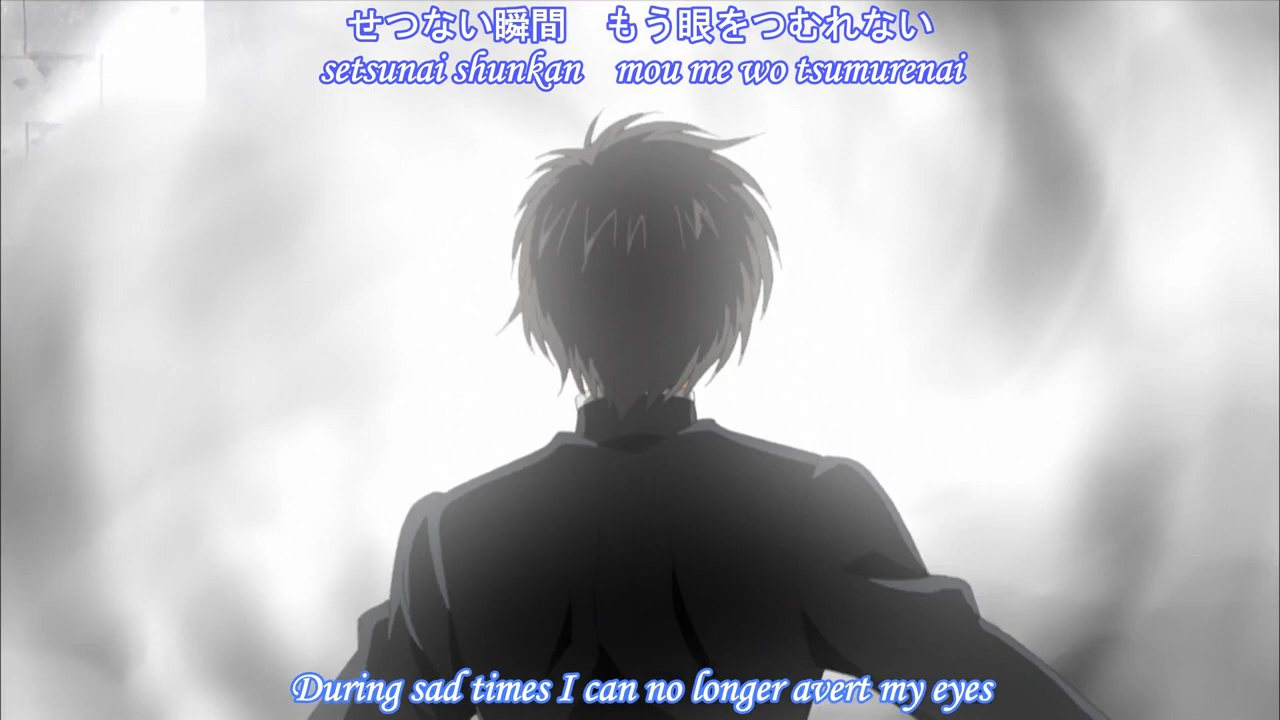 せつない瞬間　もう眼をつむれない
setsunai shunkan　mou me wo tsumurenai
During sad times I can no longer avert my eyes